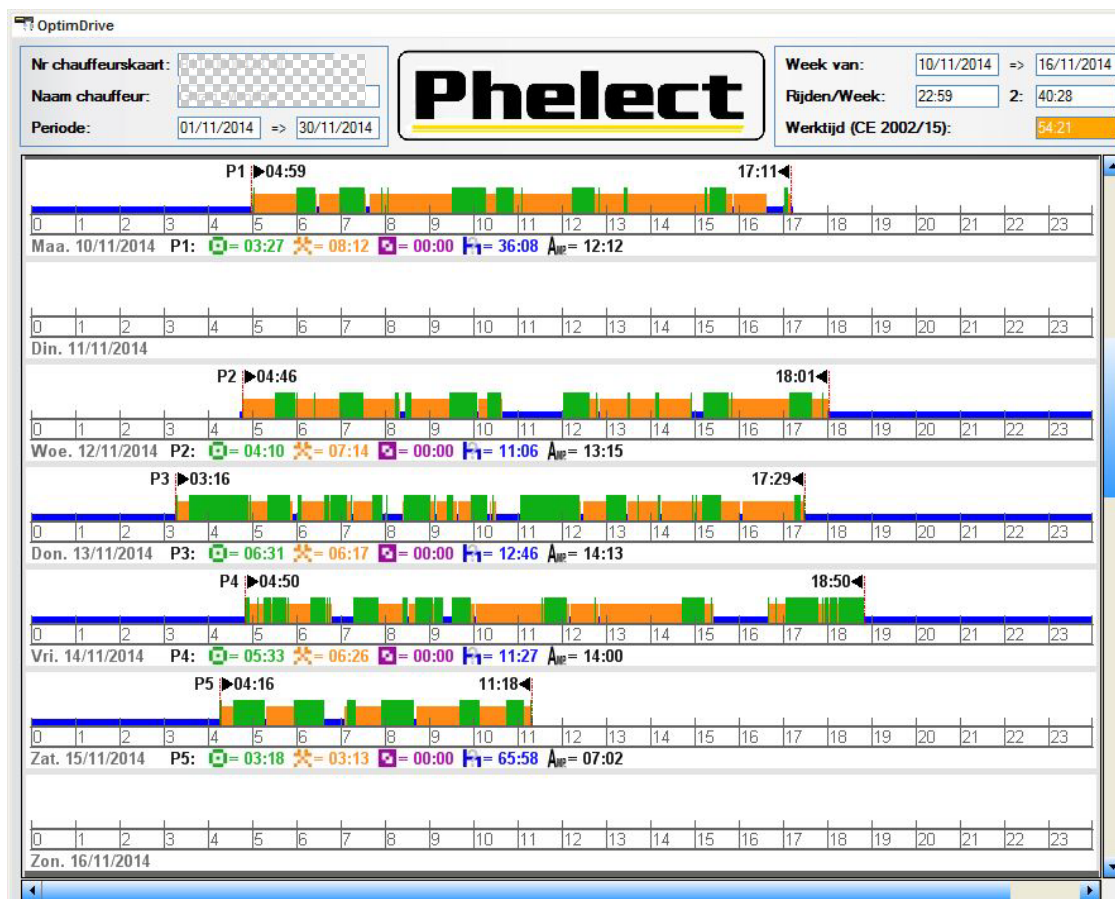 OptimDrive
Nr chauffeurskaart:
Naam chauffeur:
Periode: 01/11/2014 => 30/11/2014
Phelect
Week van: 10/11/2014 => 16/11/2014
Rijden/Week: 22:59 2: 40:28
Werktijd (CE 2002/15): 54:21
P1 04:59 17:11
0 1 2 3 4 5 6 7 8 9 10 11 12 13 14 15 16 17 18 19 20 21 22 23
Maa. 10/11/2014 P1: = 03:27 = 08:12 = 00:00 = 36:08 AMP. = 12:12
0 1 2 3 4 5 6 7 8 9 10 11 12 13 14 15 16 17 18 19 20 21 22 23
Din. 11/11/2014
P2 04:46 18:01
0 1 2 3 4 5 6 7 8 9 10 11 12 13 14 15 16 17 18 19 20 21 22 23
Woe. 12/11/2014 P2: = 04:10 = 07:14 = 00:00 = 11:06 AMP. = 13:15
P3 03:16 17:29
0 1 2 3 4 5 6 7 8 9 10 11 12 13 14 15 16 17 18 19 20 21 22 23
Don. 13/11/2014 P3: = 06:31 = 06:17 = 00:00 = 12:46 AMP. = 14:13
P4 04:50 18:50
0 1 2 3 4 5 6 7 8 9 10 11 12 13 14 15 16 17 18 19 20 21 22 23
Vri. 14/11/2014 P4: = 05:33 = 06:26 = 00:00 = 11:27 AMP. = 14:00
P5 04:16 11:18
0 1 2 3 4 5 6 7 8 9 10 11 12 13 14 15 16 17 18 19 20 21 22 23
Zat. 15/11/2014 P5: = 03:18 = 03:13 = 00:00 = 65:58 AMP. = 07:02
0 1 2 3 4 5 6 7 8 9 10 11 12 13 14 15 16 17 18 19 20 21 22 23
Zon. 16/11/2014